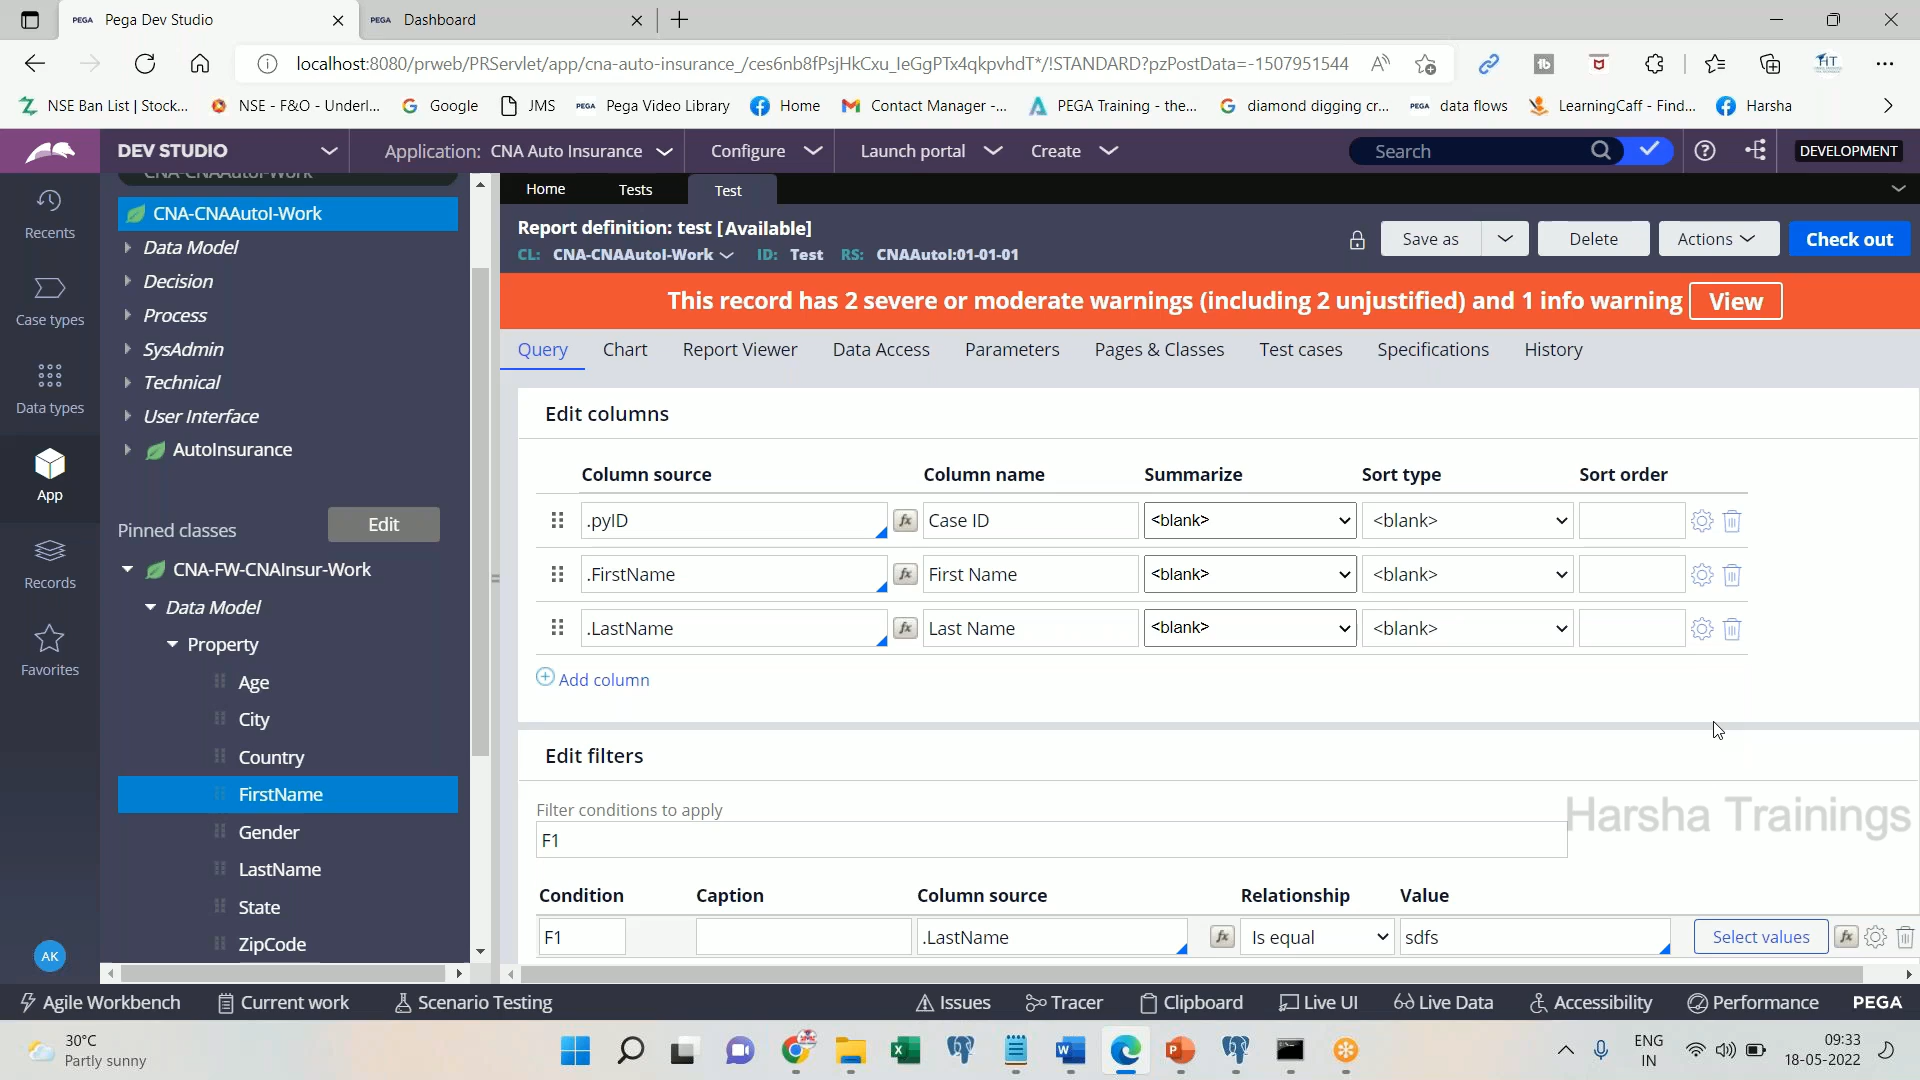 PEGA Pega Dev Studio
PEGA Dashboard
localhost:8080/prweb/PRServlet/app/cna-auto-insurance_/ces6nb8fPsjHkCxu_IeGgPTx4qkpvhdT*/!STANDARD?pzPostData=-1507951544
NSE Ban List | Stock...
NSE - F&O - Underl...
Google
JMS
PEGA Pega Video Library
Home
Contact Manager -...
PEGA Training - the...
diamond digging cr...
PEGA data flows
LearningCaff - Find...
Harsha
DEV STUDIO
Application: CNA Auto Insurance
Configure
Launch portal
Create
Search
DEVELOPMENT
Recents
Case types
Data types
App
Records
Favorites
AK
CNA-CNAAutoI-Work
CNA-CNAAutoI-Work
Data Model
Decision
Process
SysAdmin
Technical
User Interface
AutoInsurance
Pinned classes
Edit
CNA-FW-CNAInsur-Work
Data Model
Property
Age
City
Country
FirstName
Gender
LastName
State
ZipCode
Home
Tests
Test
Report definition: test [Available]
CL: CNA-CNAAutoI-Work ID: Test RS: CNAAutoI:01-01-01
Save as
Delete
Actions
Check out
This record has 2 severe or moderate warnings (including 2 unjustified) and 1 info warning View
Query
Chart
Report Viewer
Data Access
Parameters
Pages & Classes
Test cases
Specifications
History
Edit columns
Column source Column name Summarize Sort type Sort order
.pyID fx Case ID <blank> <blank>
.FirstName fx First Name <blank> <blank>
.LastName fx Last Name <blank> <blank>
Add column
Edit filters
Filter conditions to apply
F1
Harsha Trainings
Condition Caption Column source Relationship Value
F1 .LastName fx Is equal sdfs Select values fx
Agile Workbench
Current work
Scenario Testing
Issues
Tracer
Clipboard
Live UI
Live Data
Accessibility
Performance
PEGA
30°C
Partly sunny
ENG
IN
09:33
18-05-2022